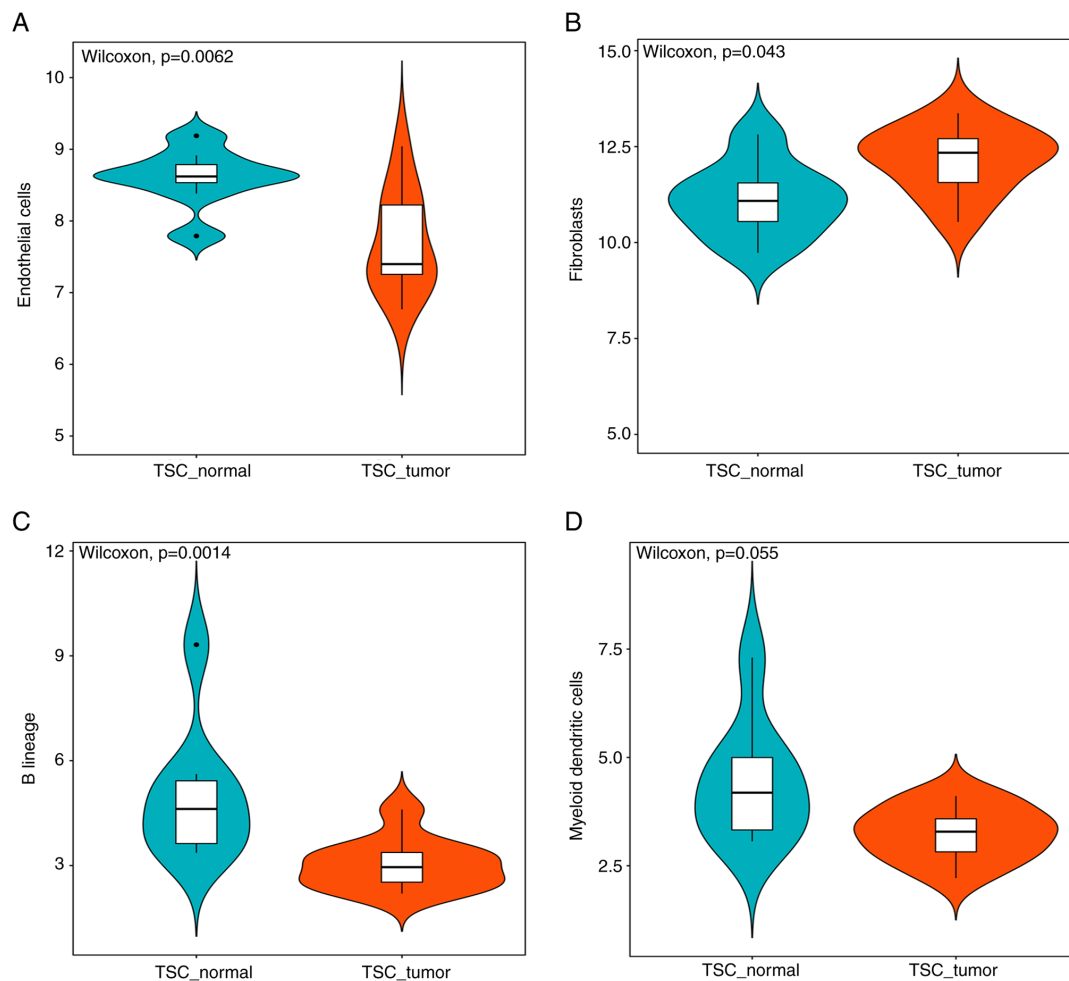 A
Wilcoxon, p=0.0062
10
9
8
7
6
5
Endothelial cells
TSC_normal
TSC_tumor
B
Wilcoxon, p=0.043
15.0
12.5
10.0
7.5
5.0
Fibroblasts
TSC_normal
TSC_tumor
C
Wilcoxon, p=0.0014
12
9
6
3
B lineage
TSC_normal
TSC_tumor
D
Wilcoxon, p=0.055
7.5
5.0
2.5
Myeloid dendritic cells
TSC_normal
TSC_tumor